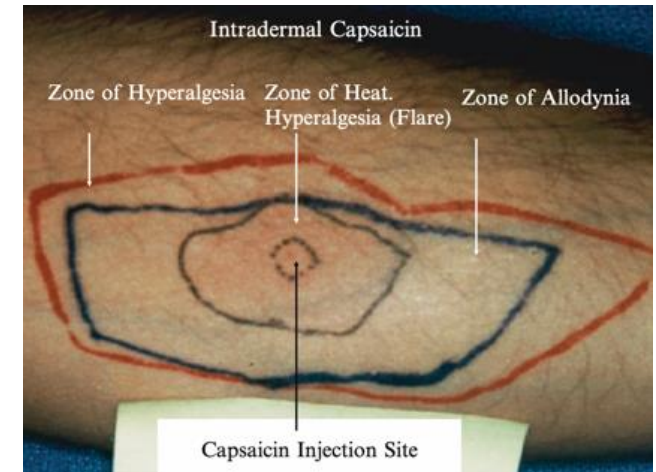 Intradermal Capsaicin
Zone of Hyperalgesia
Zone of Heat.
Hyperalgesia (Flare)
Zone of Allodynia
Capsaicin Injection Site